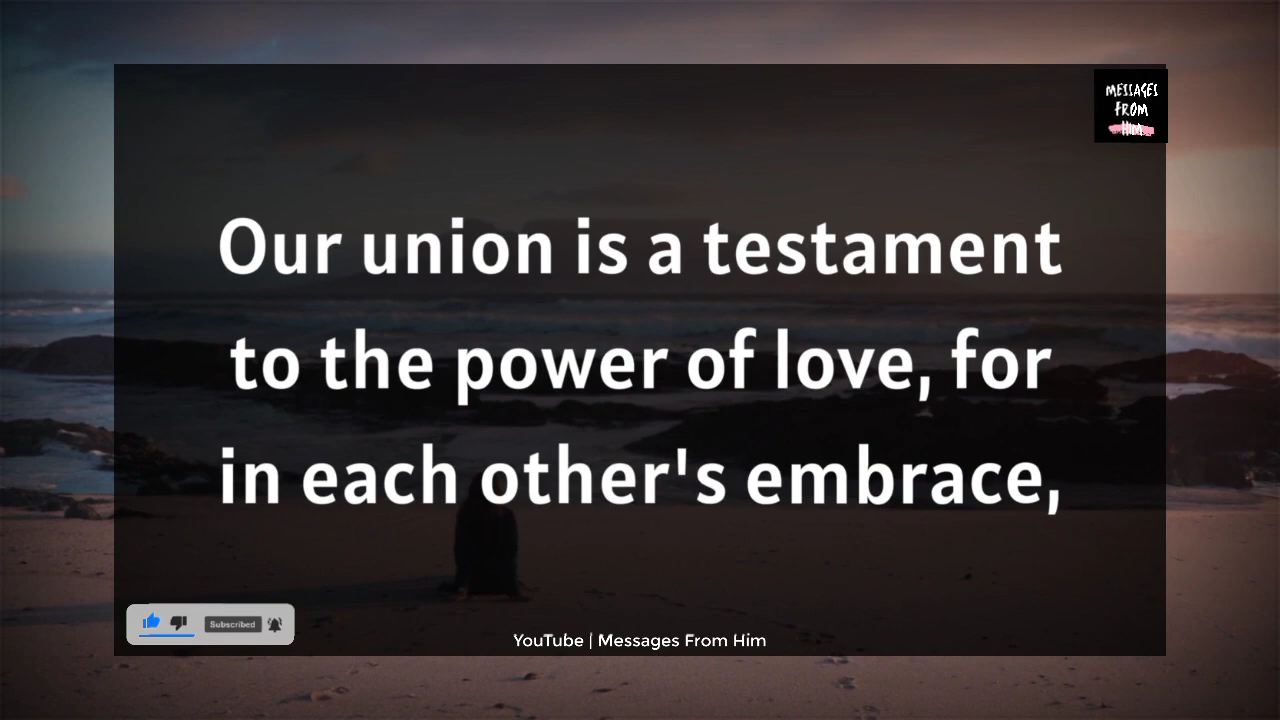 MESSAGES
FROM
HIM
Our union is a testament
to the power of love, for
in each other's embrace,
Subscribed
YouTube | Messages From Him